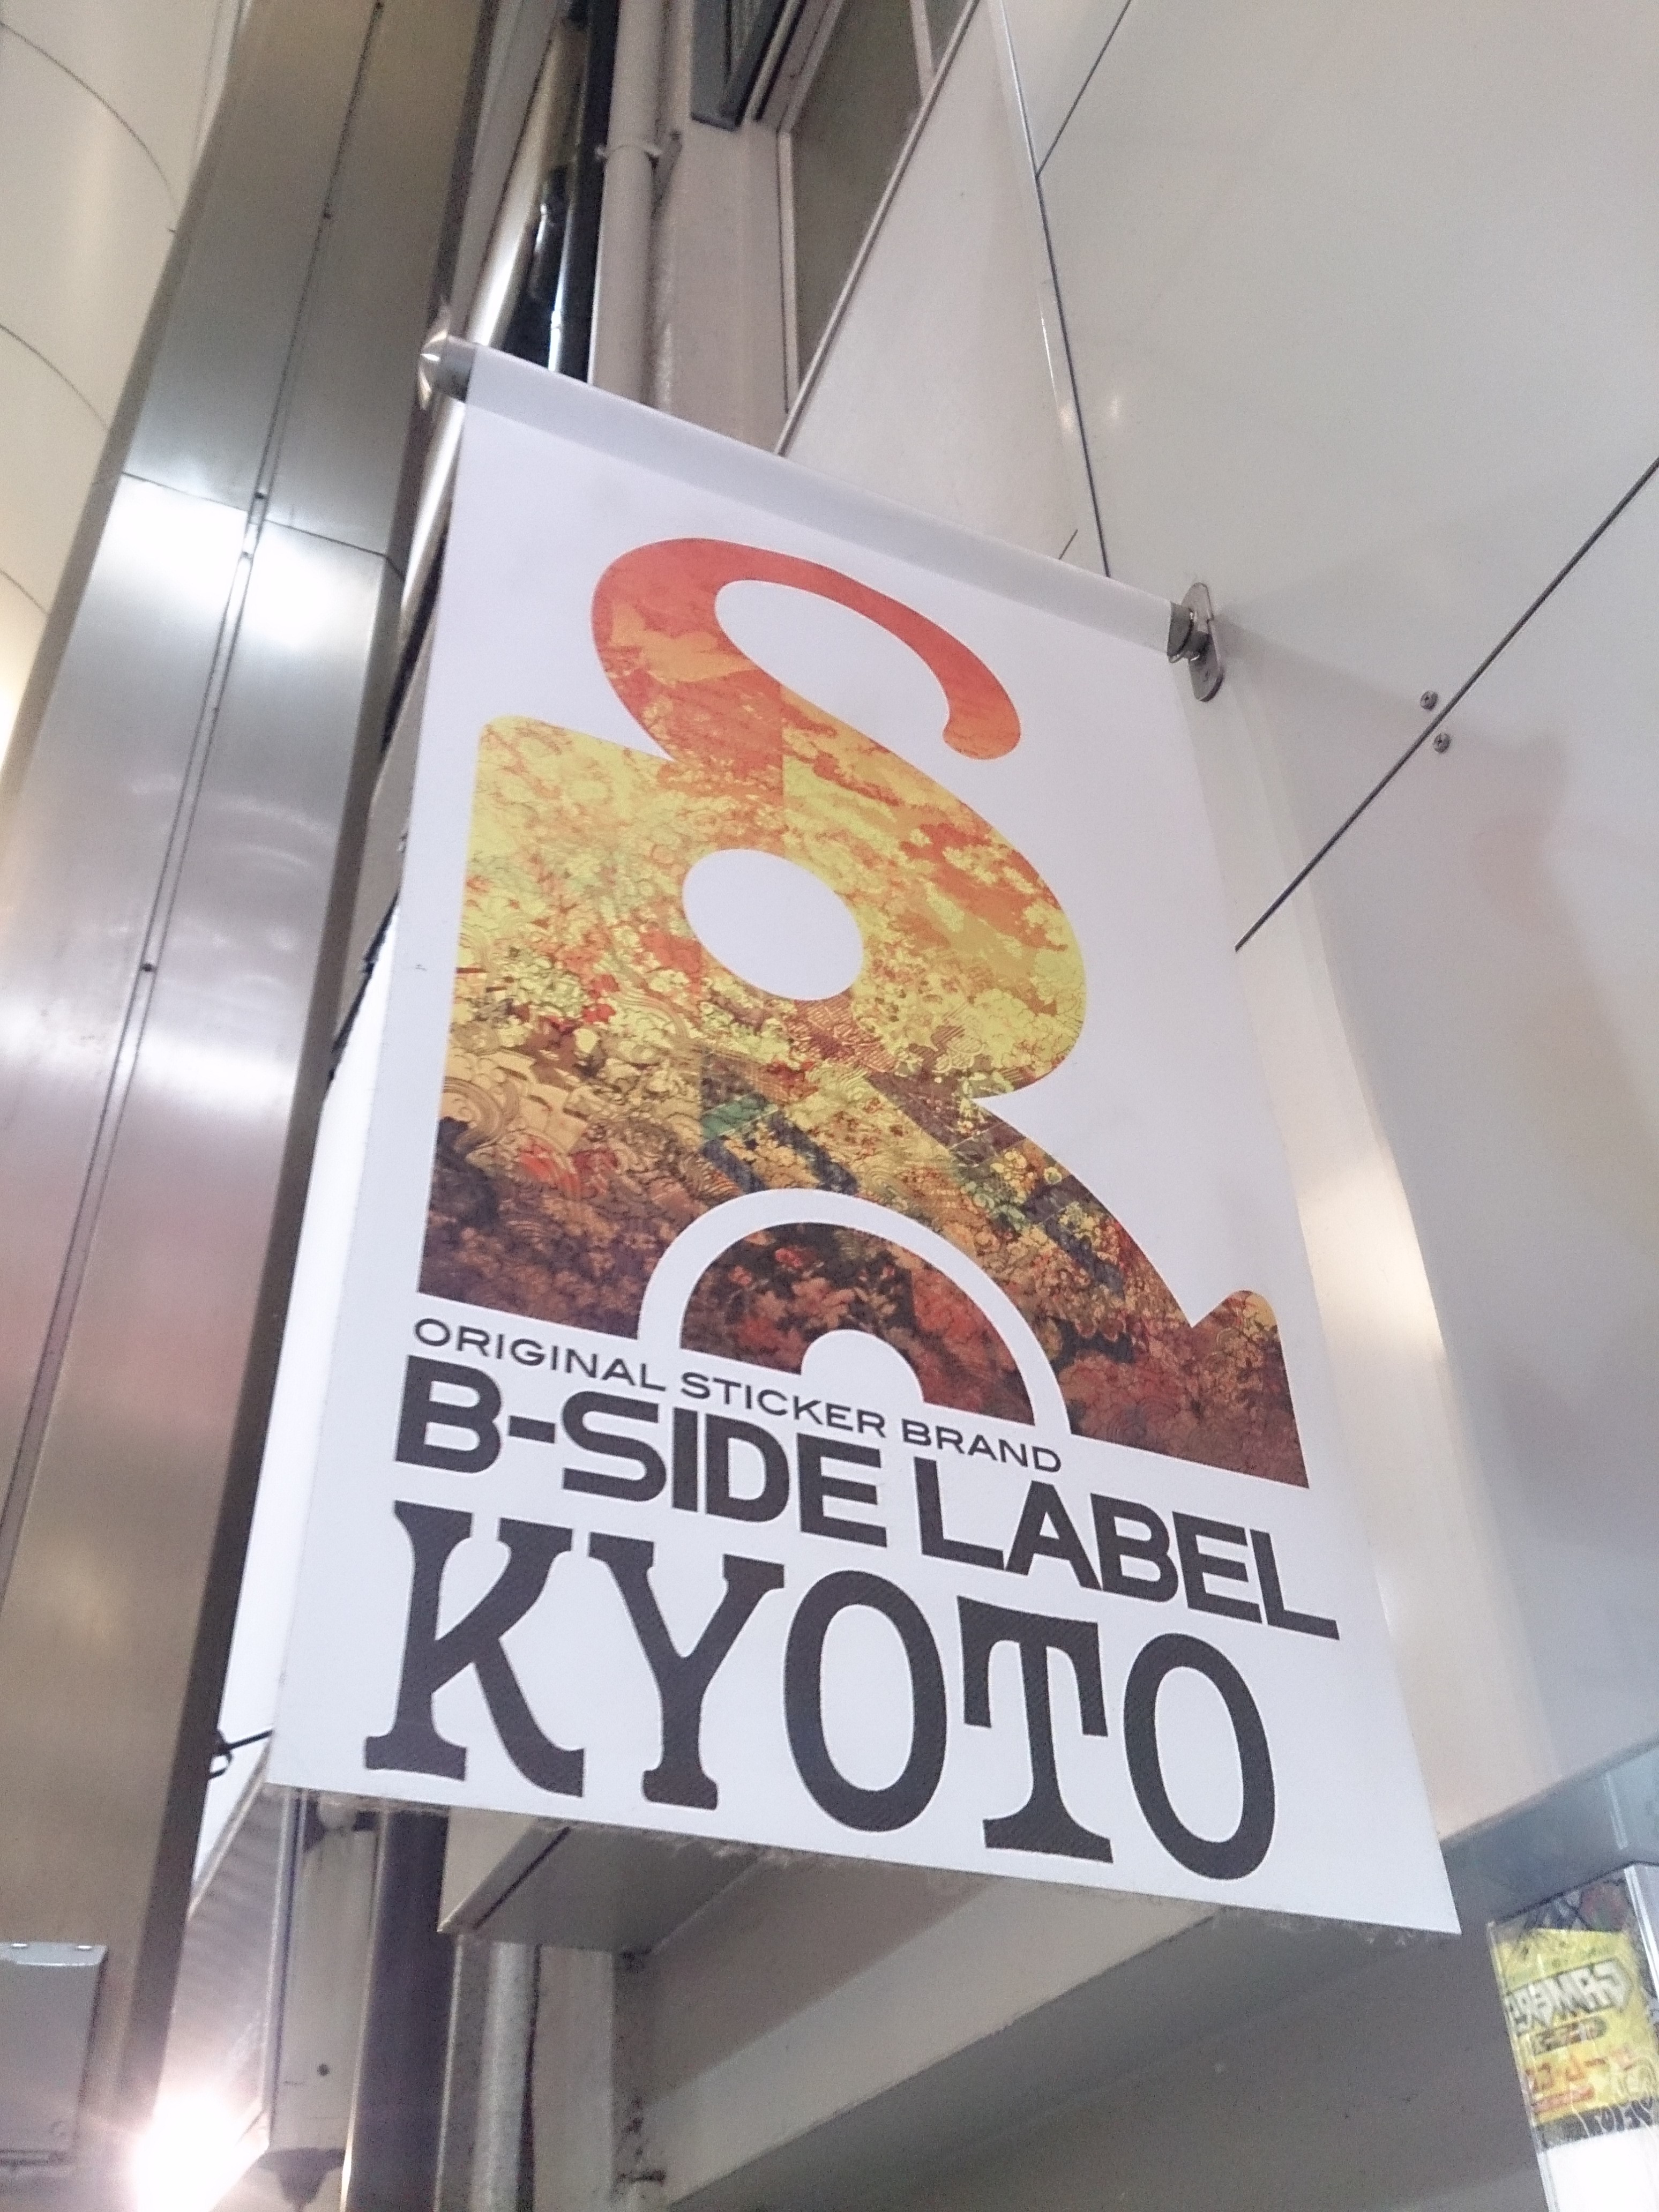 ORIGINAL STICKER BRAND
B-SIDE LABEL
KYOTO